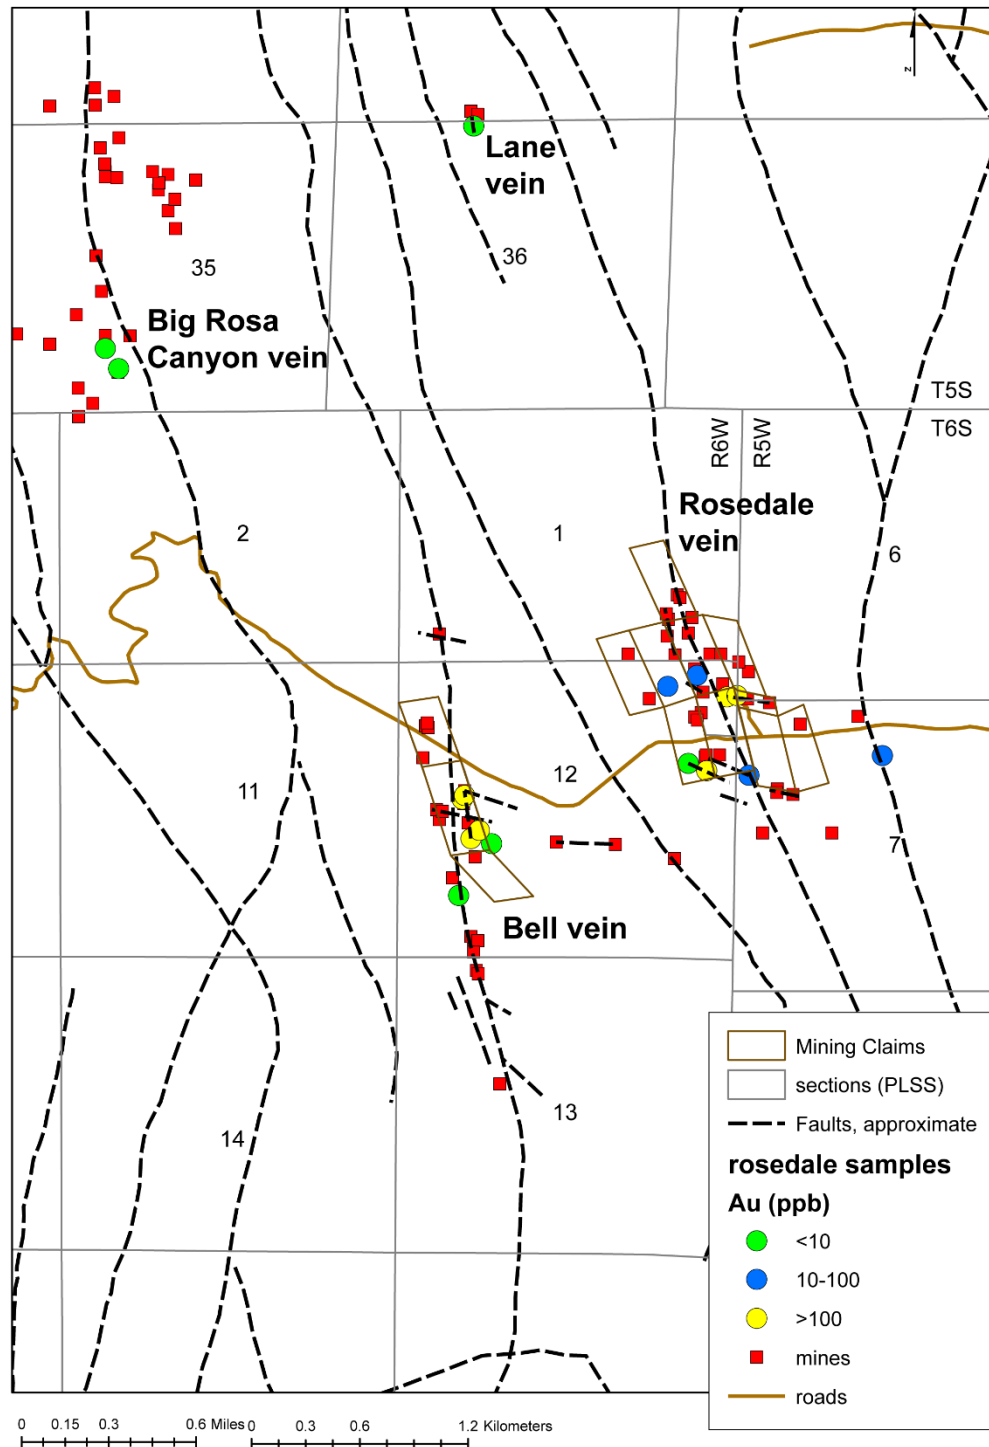 z
Lane
vein
36
35
Big Rosa
Canyon vein
T5S
T6S
R6W
R5W
Rosedale
vein
2
1
6
11
12
7
Bell vein
13
14
Mining Claims
sections (PLSS)
Faults, approximate
rosedale samples
Au (ppb)
<10
10-100
>100
mines
roads
0 0.15 0.3 0.6 Miles
0 0.3 0.6 1.2 Kilometers